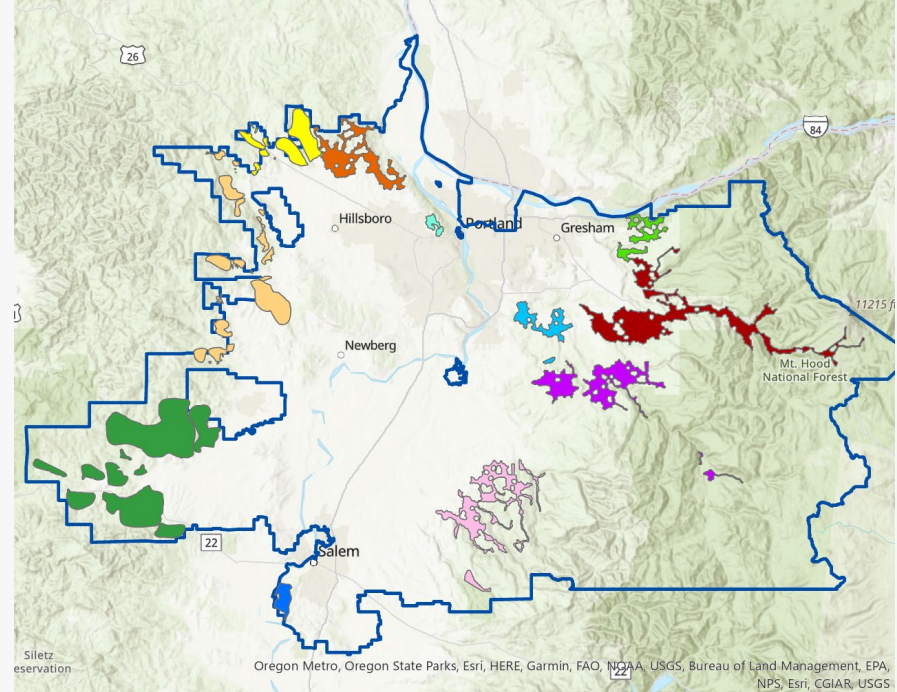 26
84
Hillsboro
Portland
Gresham
11215 f
Newberg
Mt. Hood
National Forest
22
Salem
Siletz
eservation
Oregon Metro, Oregon State Parks, Esri, HERE, Garmin, FAO, NOAA, USGS, Bureau of Land Management, EPA,
22
NPS, Esri, CGIAR, USGS